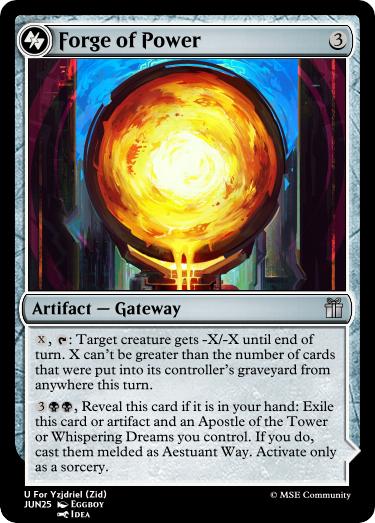 Forge of Power 3
Artifact — Gateway
X, T: Target creature gets -X/-X until end of
turn. X can't be greater than the number of cards
that were put into its controller's graveyard from
anywhere this turn.
3BB, Reveal this card if it is in your hand: Exile
this card or artifact and an Apostle of the Tower
or Whispering Dreams you control. If you do,
cast them melded as Aestuant Way. Activate only
as a sorcery.
U For Yzjdriel (Zid)
JUN25 Eggboy
Idea
© MSE Community